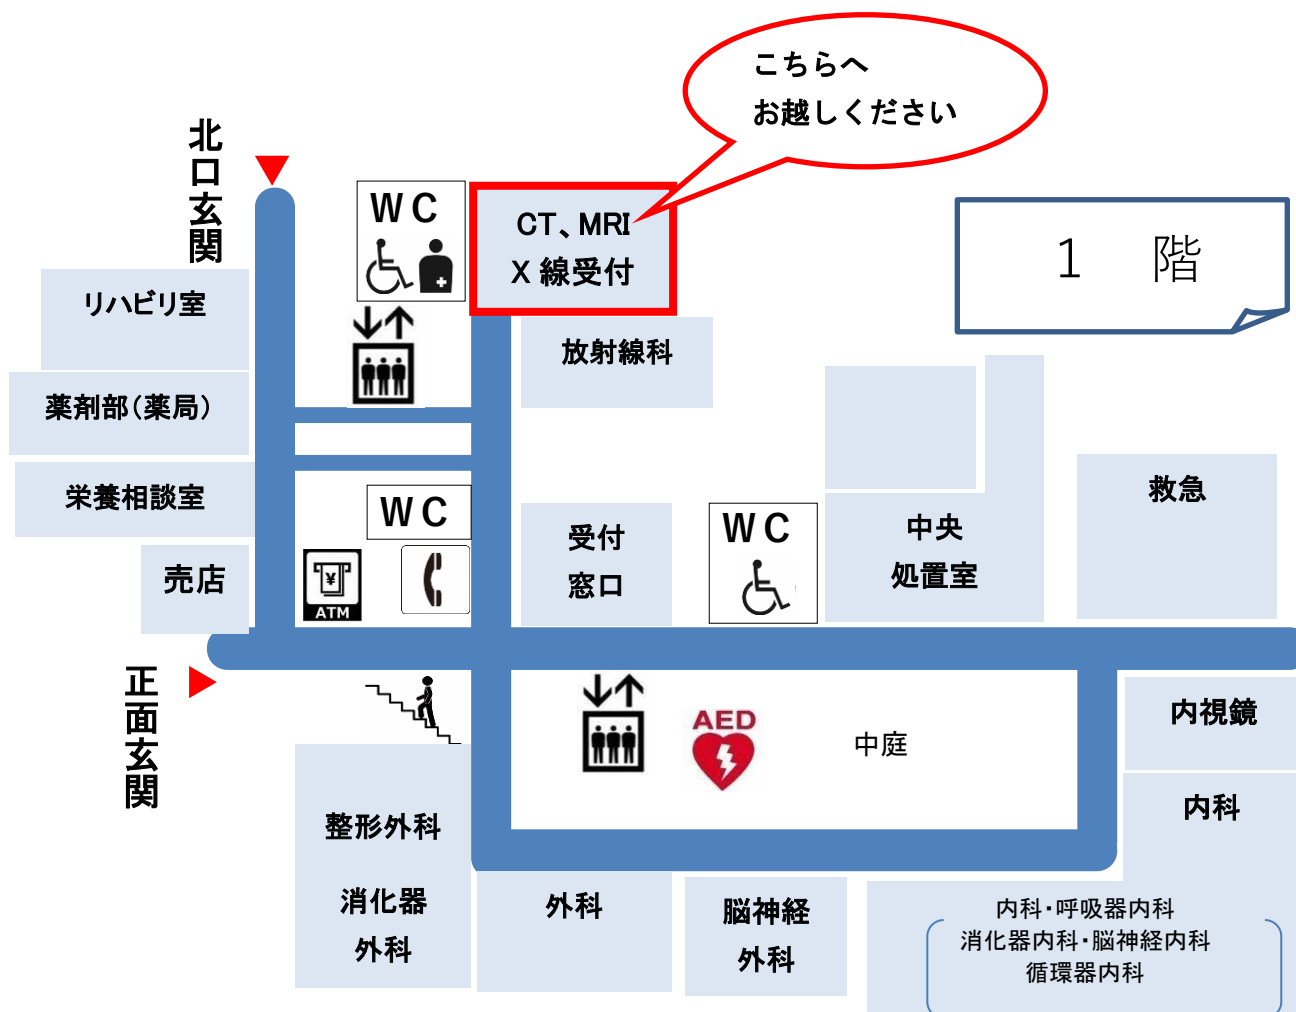 こちらへ
お越しください
北口玄関
WC
CT、MRI
X 線受付
1 階
リハビリ室
放射線科
薬剤部(薬局)
栄養相談室
WC
受付
窓口
WC
中央
処置室
救急
売店
¥
ATM
正面玄関
AED
中庭
内視鏡
内科
整形外科
消化器
外科
外科
脳神経
外科
内科・呼吸器内科
消化器内科・脳神経内科
循環器内科